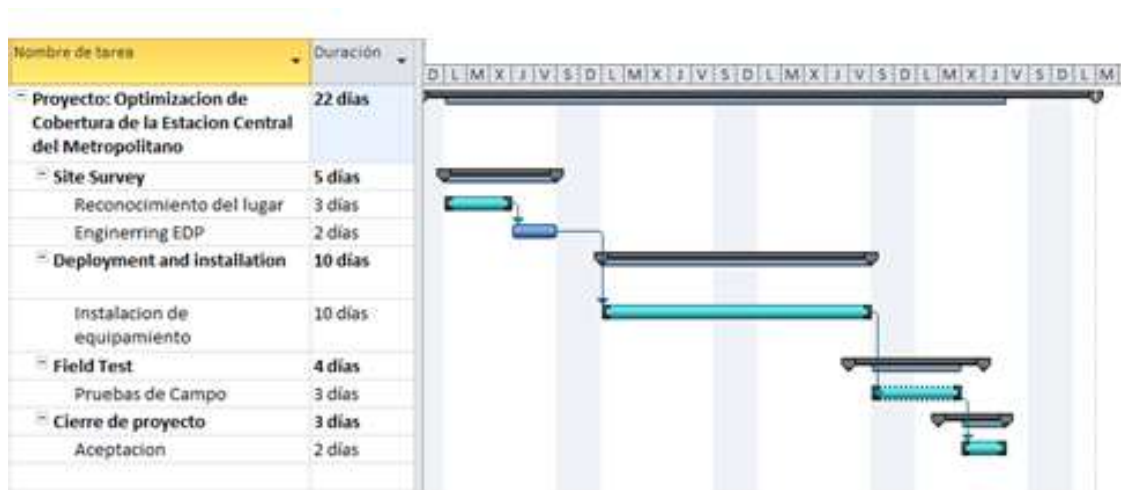 Nombre de tarea Duración
D L M X J V S D L M X J V S D L M X J V S D L M X J V S D L M
Proyecto: Optimizacion de 22 días
Cobertura de la Estacion Central
del Metropolitano
Site Survey 5 días
Reconocimiento del lugar 3 días
Enginerring EDP 2 días
Deployment and installation 10 días
Instalacion de 10 días
equipamiento
Field Test 4 días
Pruebas de Campo 3 días
Cierre de proyecto 3 días
Aceptacion 2 días